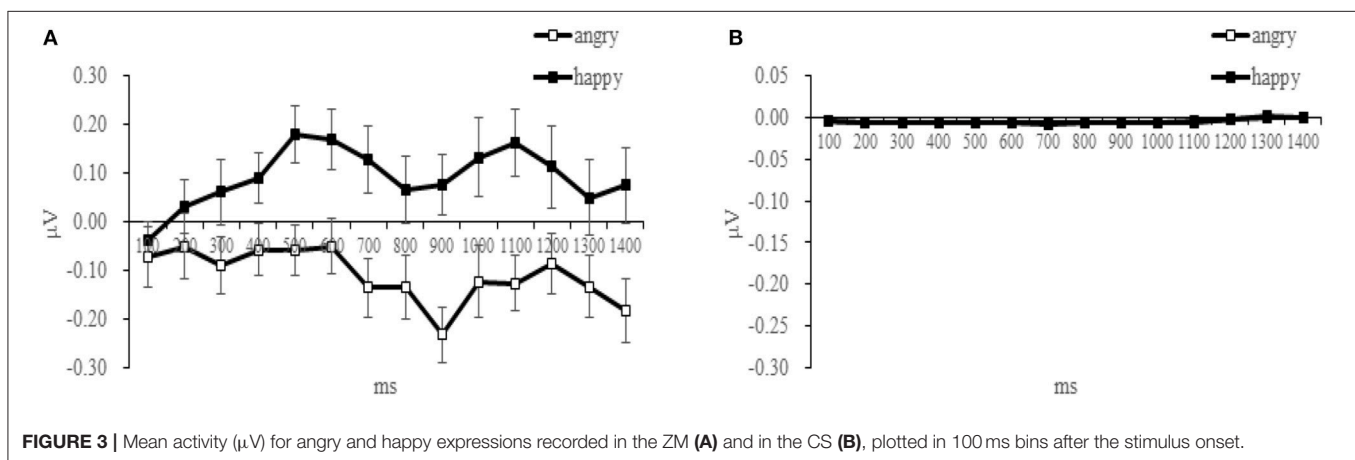 A
angry
happy
0.30
0.20
0.10
0.00
-0.10
-0.20
-0.30
μV
100 200 300 400 500 600 700 800 900 1000 1100 1200 1300 1400
ms
B
angry
happy
0.05
0.00
-0.05
-0.10
-0.15
-0.20
-0.25
-0.30
μV
100 200 300 400 500 600 700 800 900 1000 1100 1200 1300 1400
ms
FIGURE 3 | Mean activity (μV) for angry and happy expressions recorded in the ZM (A) and in the CS (B), plotted in 100 ms bins after the stimulus onset.